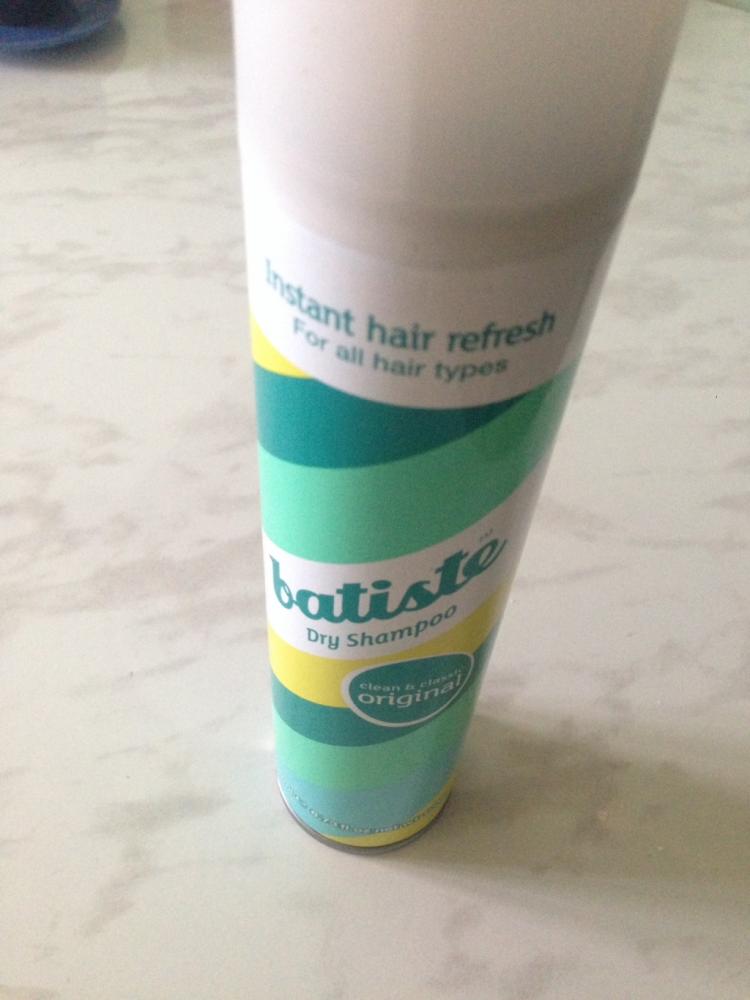 Instant hair refresh
For all hair types
batiste
Dry Shampoo
clean & classic
original